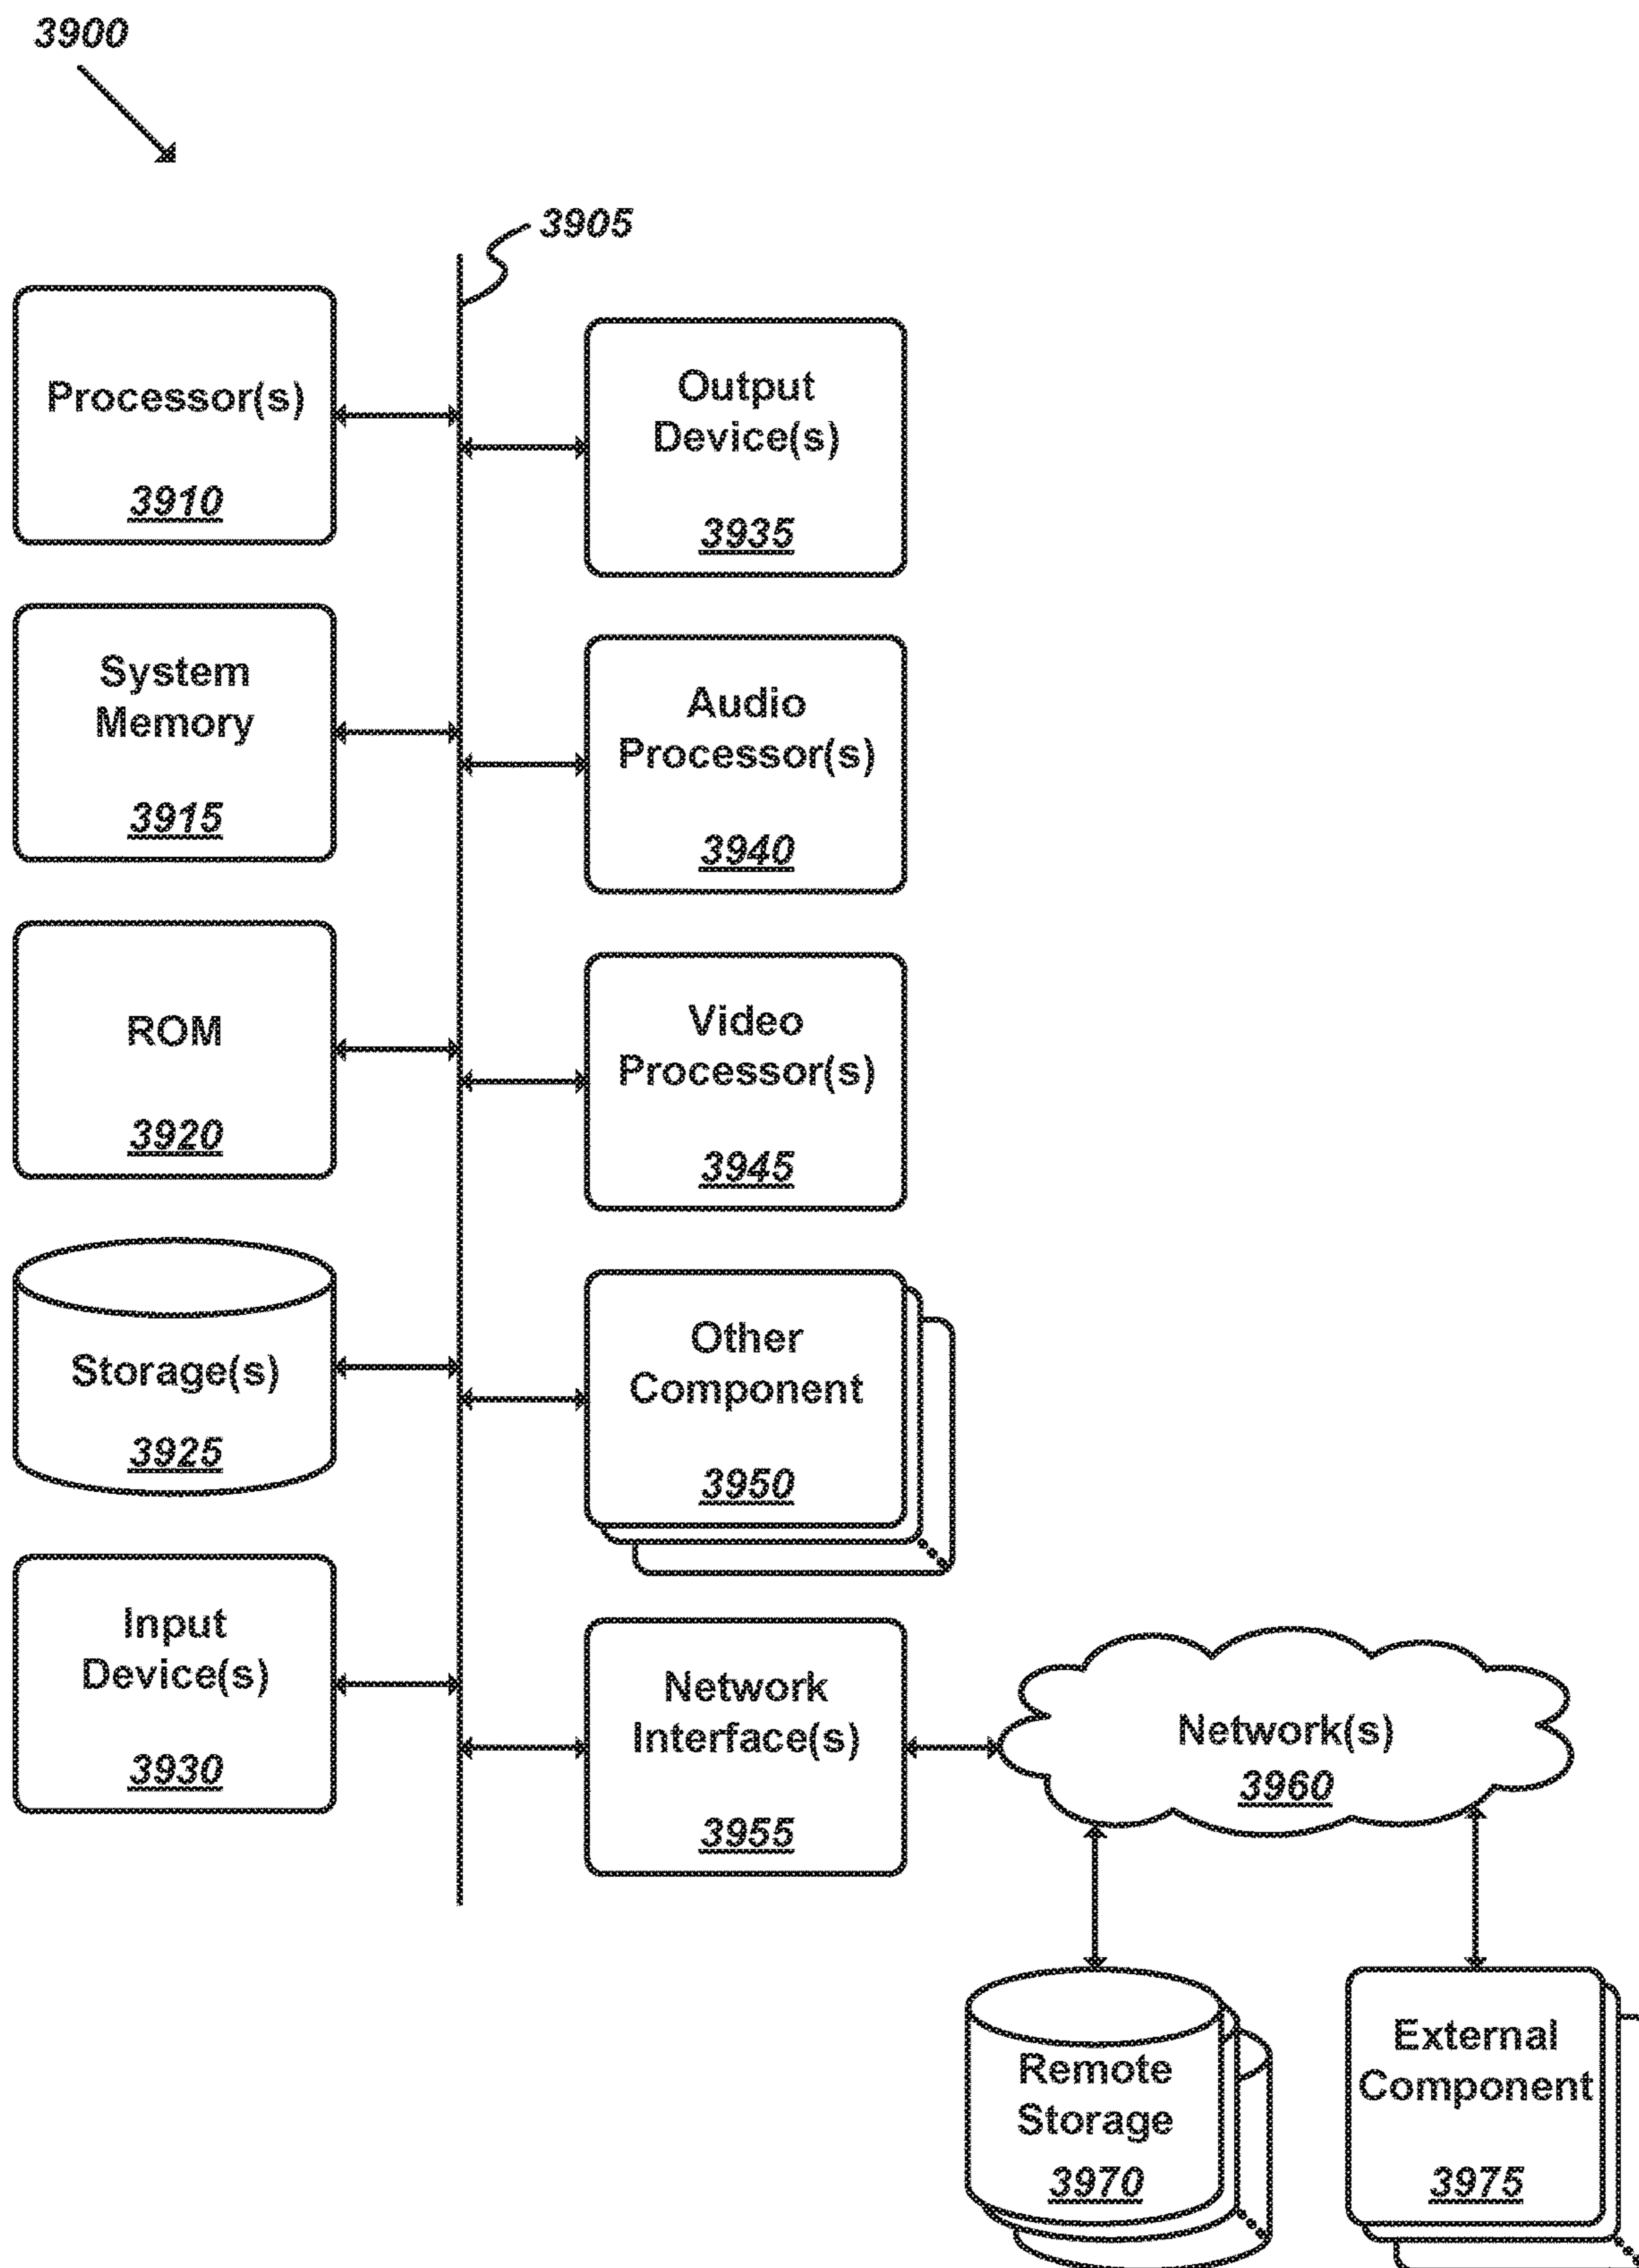 3900
3905
Processor(s)
3910
System
Memory
3915
ROM
3920
Storage(s)
3925
Input
Device(s)
3930
Output
Device(s)
3935
Audio
Processor(s)
3940
Video
Processor(s)
3945
Other
Component
3950
Network
Interface(s)
3955
Network(s)
3960
Remote
Storage
3970
External
Component
3975